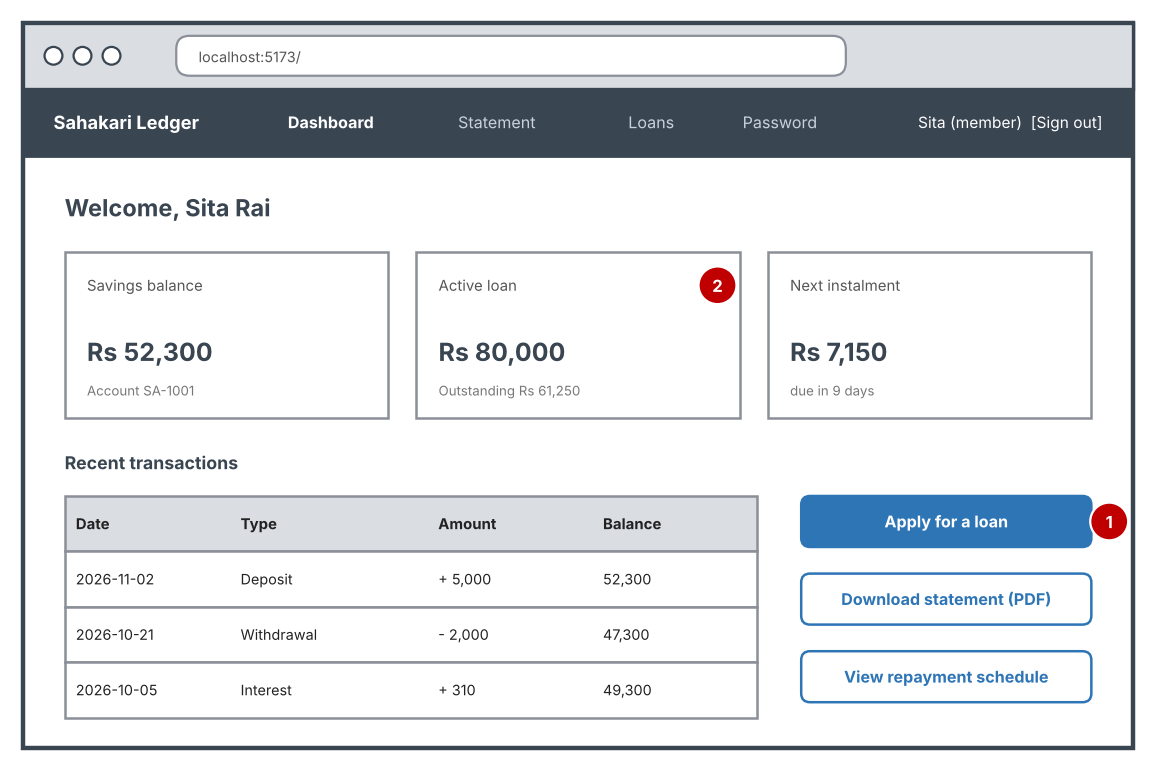 localhost:5173/
Sahakari Ledger Dashboard Statement Loans Password Sita (member) [Sign out]
Welcome, Sita Rai
Savings balance
Rs 52,300
Account SA-1001
Active loan 2
Rs 80,000
Outstanding Rs 61,250
Next instalment
Rs 7,150
due in 9 days
Recent transactions
Date Type Amount Balance
2026-11-02 Deposit + 5,000 52,300
2026-10-21 Withdrawal - 2,000 47,300
2026-10-05 Interest + 310 49,300
Apply for a loan 1
Download statement (PDF)
View repayment schedule